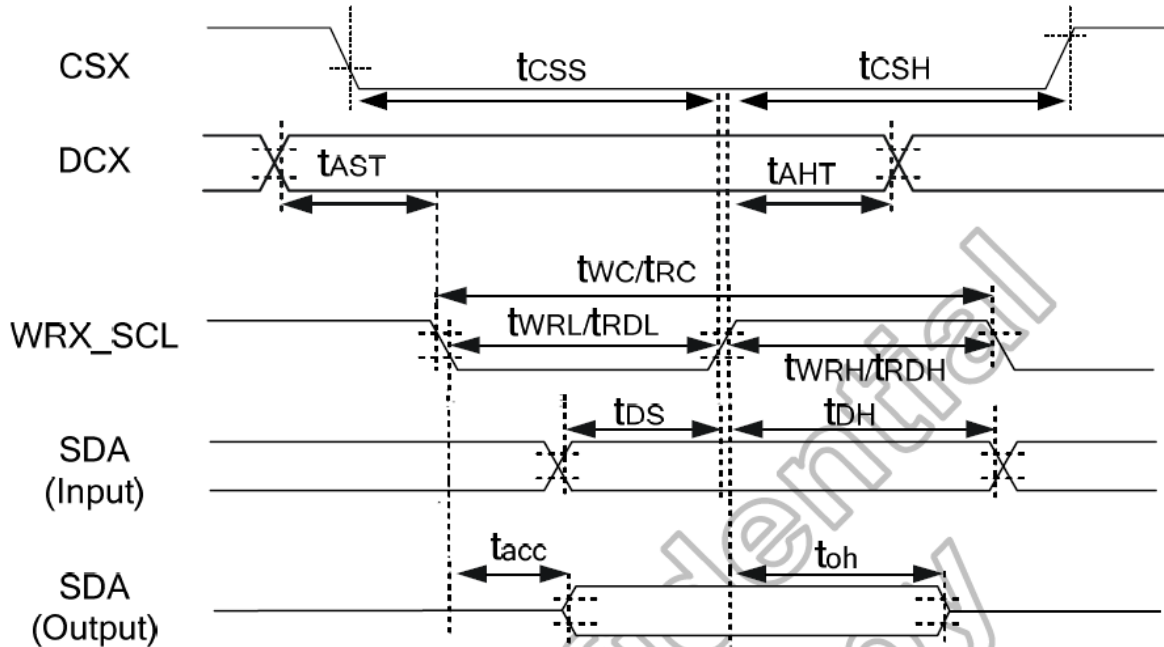 CSX
tCSS
tCSH
DCX
tAST
tAHT
tWC/tRC
WRX_SCL
tWRL/tRDL
tWRH/tRDH
SDA
(Input)
tDS
tDH
SDA
(Output)
tacc
toh